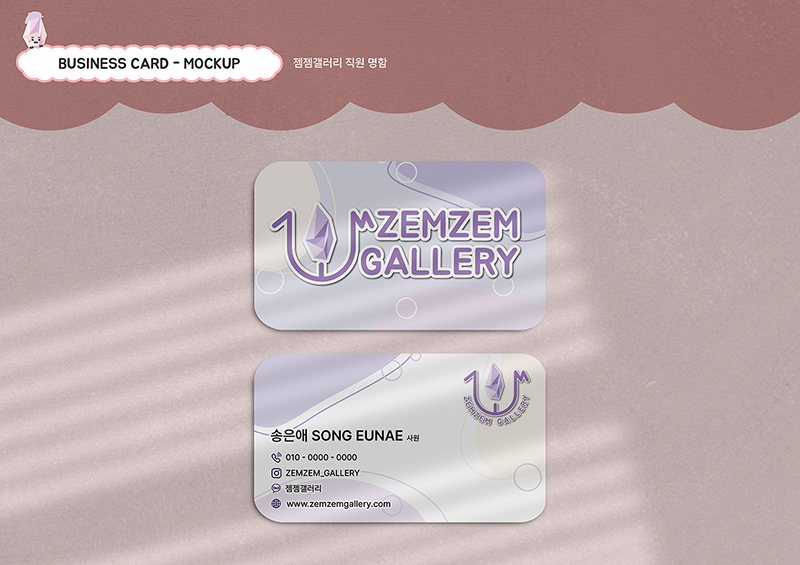 BUSINESS CARD - MOCKUP
젬젬갤러리 직원 명함
ZEMZEM
GALLERY
ZEMZEM GALLERY
송은애 SONG EUNAE 사원
010 - 0000 - 0000
ZEMZEM_GALLERY
TALK 젬젬갤러리
www.zemzemgallery.com